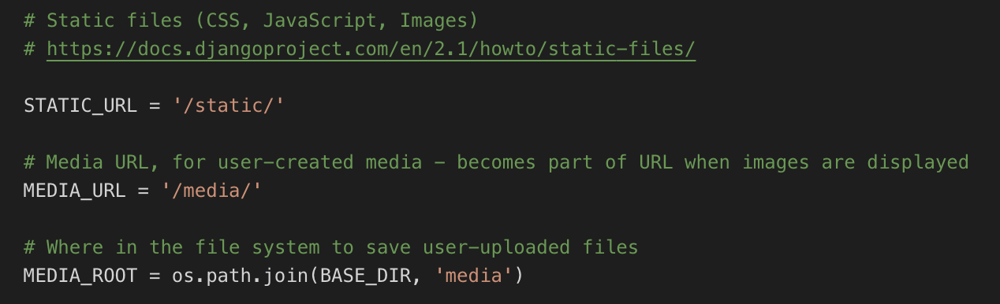 # Static files (CSS, JavaScript, Images)
# https://docs.djangoproject.com/en/2.1/howto/static-files/
STATIC_URL = '/static/'
# Media URL, for user-created media - becomes part of URL when images are displayed
MEDIA_URL = '/media/'
# Where in the file system to save user-uploaded files
MEDIA_ROOT = os.path.join(BASE_DIR, 'media')